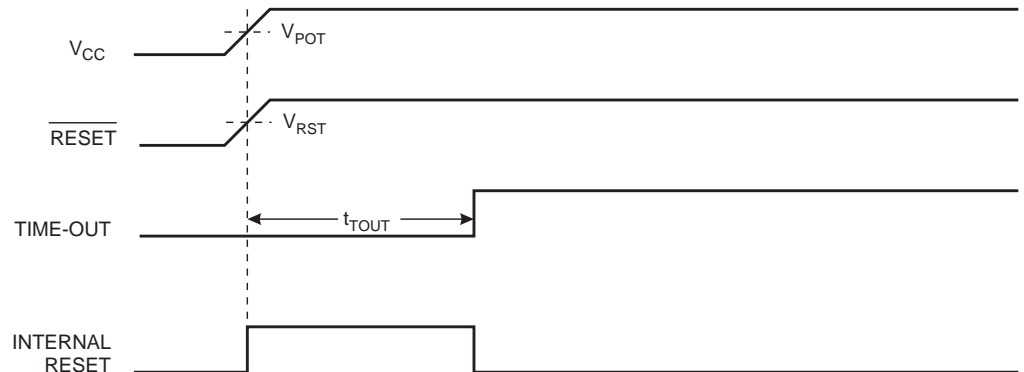 V_CC
V_POT
RESET
V_RST
TIME-OUT
t_TOUT
INTERNAL
RESET